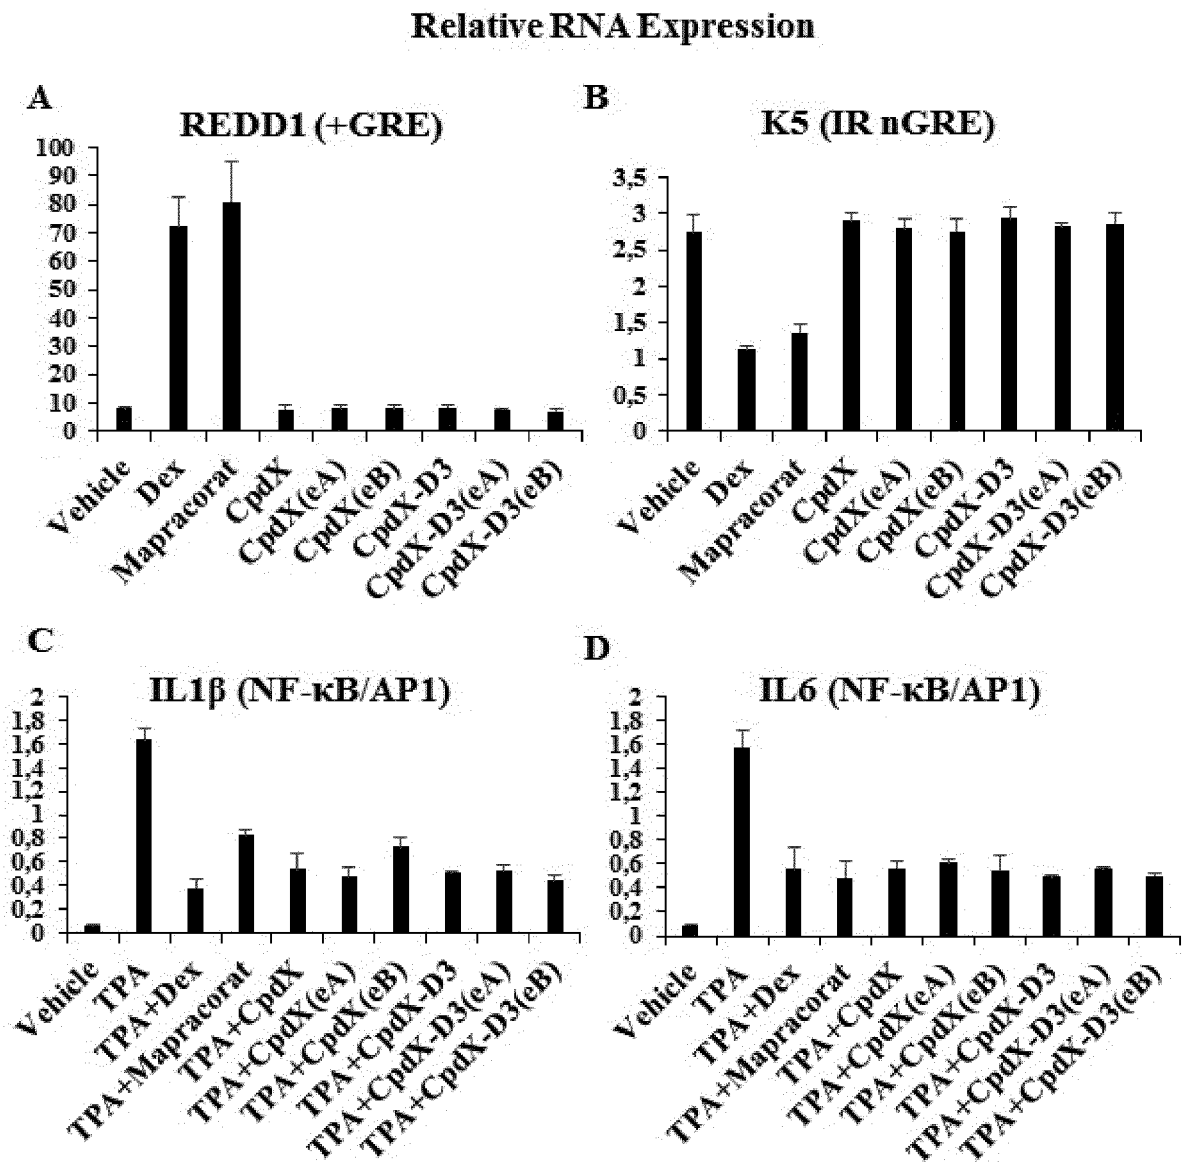 Relative RNA Expression
A
REDD1 (+GRE)
100
90
80
70
60
50
40
30
20
10
0
Vehicle
Dex
Mapracorat
CpdX
CpdX(eA)
CpdX(eB)
CpdX-D3
CpdX-D3(eA)
CpdX-D3(eB)
B
K5 (IR nGRE)
3,5
3
2,5
2
1,5
1
0,5
0
Vehicle
Dex
Mapracorat
CpdX
CpdX(eA)
CpdX(eB)
CpdX-D3
CpdX-D3(eA)
CpdX-D3(eB)
C
IL1β (NF-κB/AP1)
2
1,8
1,6
1,4
1,2
1
0,8
0,6
0,4
0,2
0
Vehicle
TPA
TPA+Dex
TPA+Mapracorat
TPA+CpdX
TPA+CpdX(eA)
TPA+CpdX(eB)
TPA+CpdX-D3
TPA+CpdX-D3(eA)
TPA+CpdX-D3(eB)
D
IL6 (NF-κB/AP1)
2
1,8
1,6
1,4
1,2
1
0,8
0,6
0,4
0,2
0
Vehicle
TPA
TPA+Dex
TPA+Mapracorat
TPA+CpdX
TPA+CpdX(eA)
TPA+CpdX(eB)
TPA+CpdX-D3
TPA+CpdX-D3(eA)
TPA+CpdX-D3(eB)